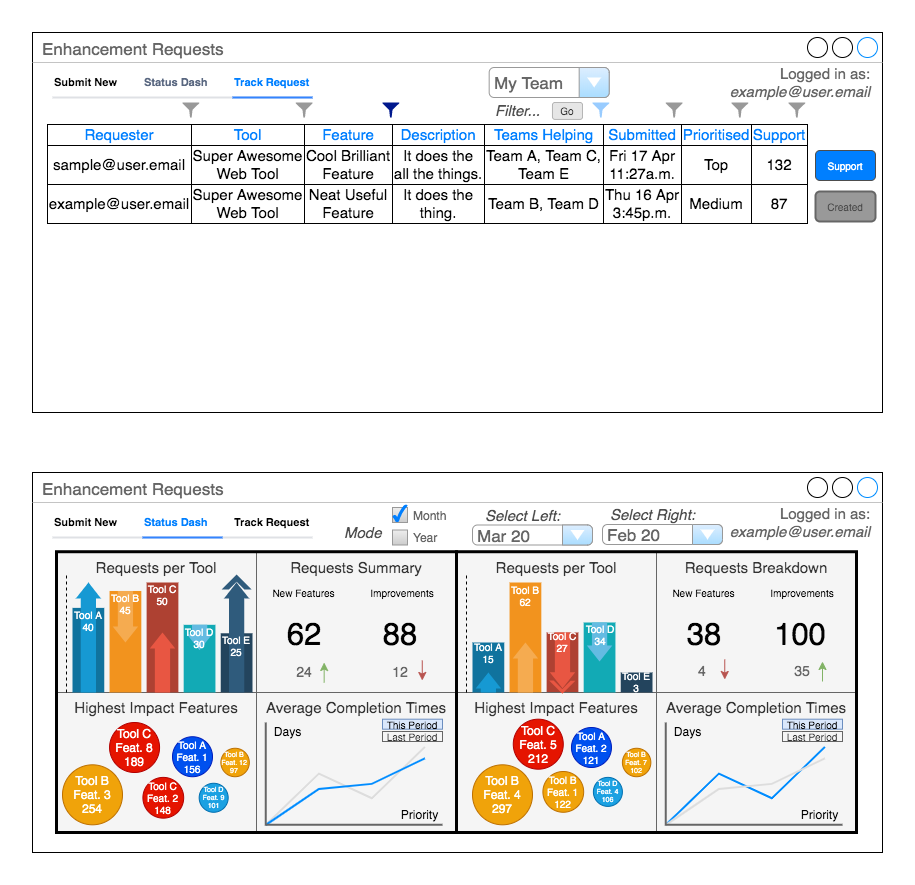 Enhancement Requests
Submit New Status Dash Track Request
My Team
Logged in as:
example@user.email
Filter... Go
Requester Tool Feature Description Teams Helping Submitted Prioritised Support
sample@user.email Super Awesome Cool Brilliant It does the Team A, Team C, Fri 17 Apr Top 132 Support
Web Tool Feature all the things. Team E 11:27a.m.
example@user.email Super Awesome Neat Useful It does the Team B, Team D Thu 16 Apr Medium 87 Created
Web Tool Feature thing. 3:45p.m.
Enhancement Requests
Submit New Status Dash Track Request
Mode
Month
Year
Select Left:
Mar 20
Select Right:
Feb 20
Logged in as:
example@user.email
Requests per Tool
Tool A
40
Tool B
45
Tool C
50
Tool D
30
Tool E
25
Requests Summary
New Features Improvements
62 88
24 12
Requests per Tool
Tool A
15
Tool B
62
Tool C
27
Tool D
34
Tool E
3
Requests Breakdown
New Features Improvements
38 100
4 35
Highest Impact Features
Tool C
Feat. 8
189
Tool A
Feat. 1
156
Tool B
Feat. 12
97
Tool B
Feat. 3
254
Tool C
Feat. 2
148
Tool D
Feat. 9
101
Average Completion Times
Days
This Period
Last Period
Priority
Highest Impact Features
Tool C
Feat. 5
212
Tool A
Feat. 2
121
Tool B
Feat. 7
102
Tool B
Feat. 4
297
Tool B
Feat. 1
122
Tool D
Feat. 4
106
Average Completion Times
Days
This Period
Last Period
Priority